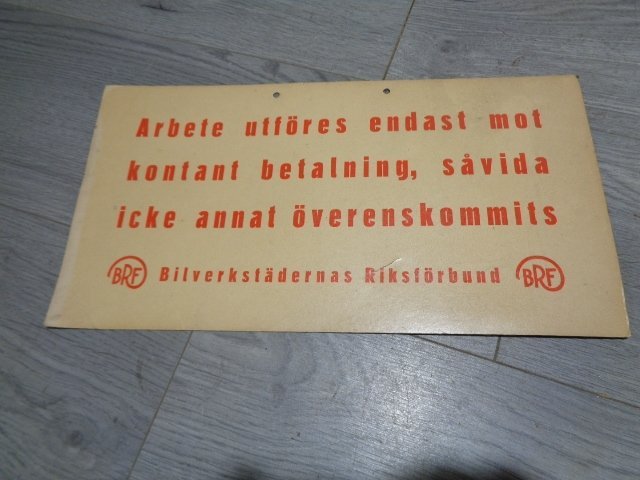 Arbete utföres endast mot
kontant betalning, såvida
icke annat överenskommits
BRF Bilverkstädernas Riksförbund BRF